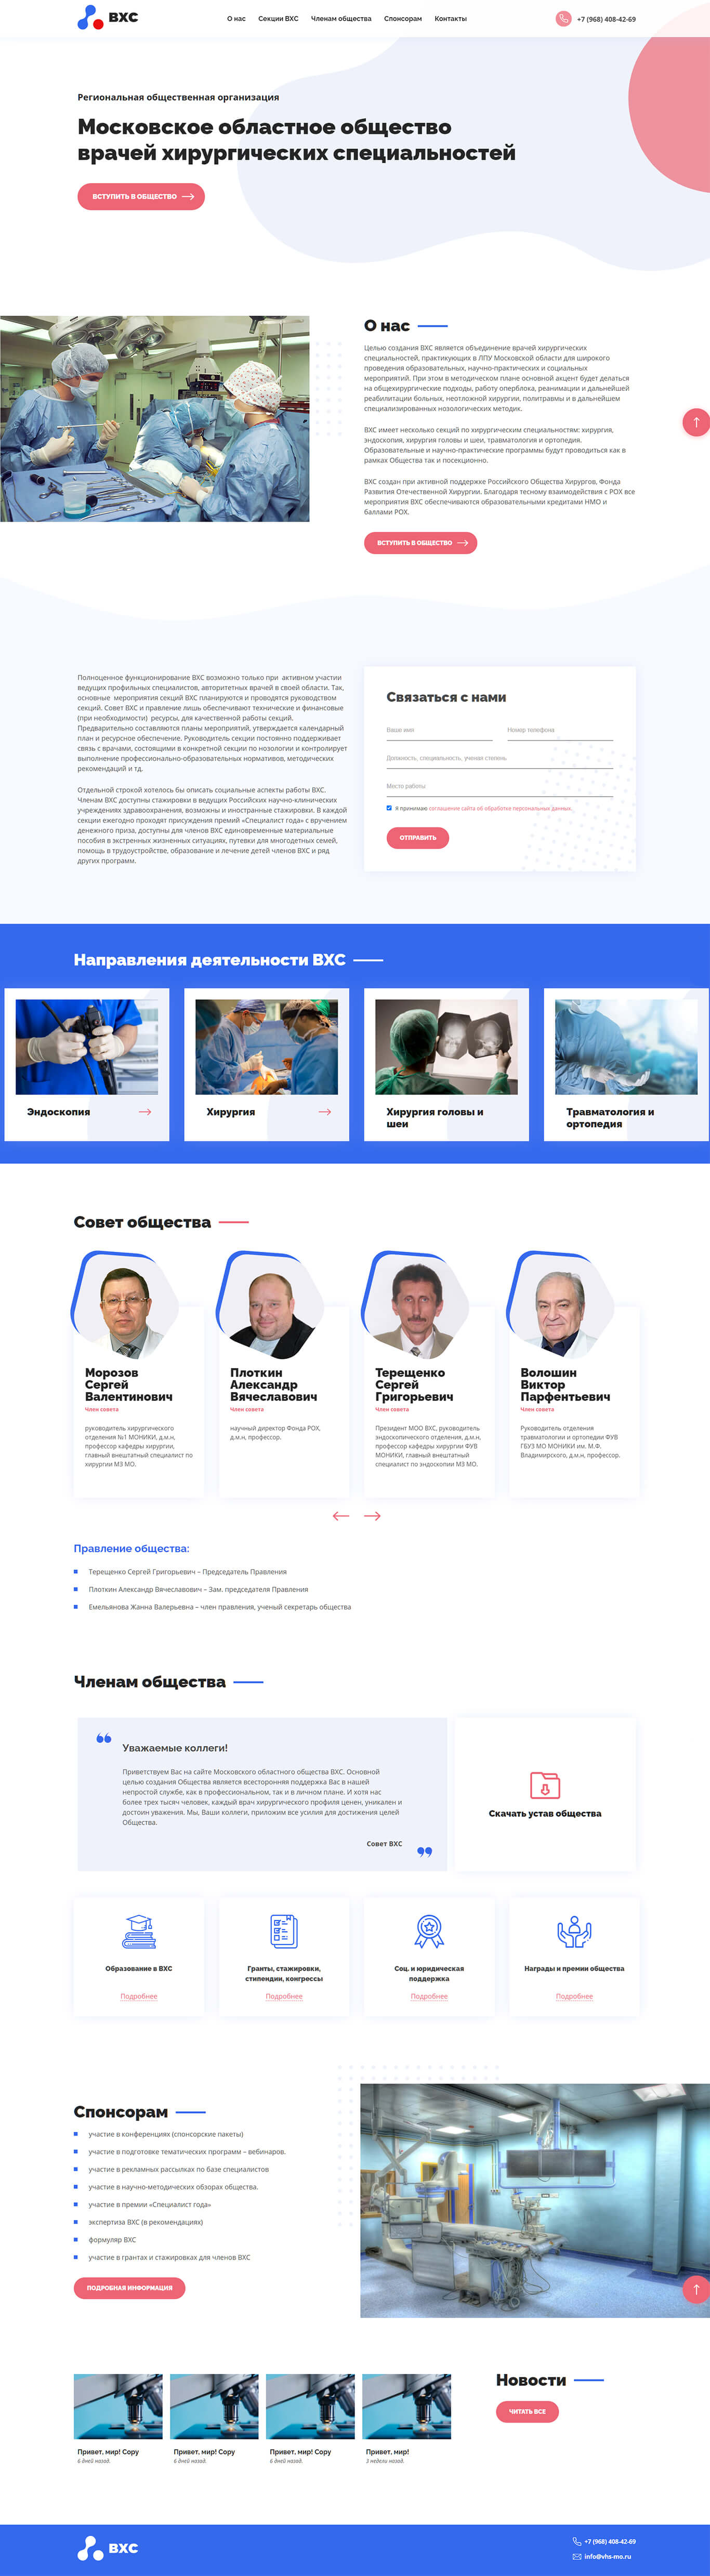 ВХС
О нас
Секции ВХС
Членам общества
Спонсорам
Контакты
+7 (968) 408-42-69
Региональная общественная организация
Московское областное общество
врачей хирургических специальностей
ВСТУПИТЬ В ОБЩЕСТВО
О нас
Целью создания ВХС является объединение врачей хирургических
специальностей, практикующих в ЛПУ Московской области для широкого
проведения образовательных, научно-практических и социальных
мероприятий. При этом в методическом плане основной акцент будет делаться
на общехирургические подходы, работу оперблока, реанимации и дальнейшей
реабилитации больных, неотложной хирургии, политравмы и в дальнейшем
специализированных нозологических методик.
ВХС имеет несколько секций по хирургическим специальностям: хирургия,
эндоскопия, хирургия головы и шеи, травматология и ортопедия.
Образовательные и научно-практические программы будут проводиться как в
рамках Общества так и посекционно.
ВХС создан при активной поддержке Российского Общества Хирургов, Фонда
Развития Отечественной Хирургии. Благодаря тесному взаимодействия с РОХ все
мероприятия ВХС обеспечиваются образовательными кредитами НМО и
баллами РОХ.
ВСТУПИТЬ В ОБЩЕСТВО
Полноценное функционирование ВХС возможно только при активном участии
ведущих профильных специалистов, авторитетных врачей в своей области. Так,
основные мероприятия секций ВХС планируются и проводятся руководством
секций. Совет ВХС и правление лишь обеспечивают технические и финансовые
(при необходимости) ресурсы, для качественной работы секций.
Предварительно составляются планы мероприятий, утверждается календарный
план и ресурсное обеспечение. Руководитель секции постоянно поддерживает
связь с врачами, состоящими в конкретной секции по нозологии и контролирует
выполнение профессионально-образовательных нормативов, методических
рекомендаций и тд.
Отдельной строкой хотелось бы описать социальные аспекты работы ВХС.
Членам ВХС доступны стажировки в ведущих Российских научно-клинических
учреждениях здравоохранения, возможны и иностранные стажировки. В каждой
секции ежегодно проходят присуждения премий «Специалист года» с вручением
денежного приза, доступны для членов ВХС единовременные материальные
пособия в экстренных жизненных ситуациях, путевки для многодетных семей,
помощь в трудоустройстве, образование и лечение детей членов ВХС и ряд
других программ.
Связаться с нами
Ваше имя
Номер телефона
Должность, специальность, ученая степень
Место работы
Я принимаю соглашение сайта об обработке персональных данных
ОТПРАВИТЬ
Направления деятельности ВХС
Эндоскопия
Хирургия
Хирургия головы и
шеи
Травматология и
ортопедия
Совет общества
Морозов
Сергей
Валентинович
Член совета
руководитель хирургического
отделения №1 МОНИКИ, д.м.н,
профессор кафедры хирургии,
главный внештатный специалист по
хирургии МЗ МО.
Плоткин
Александр
Вячеславович
Член совета
научный директор Фонда РОХ,
д.м.н, профессор.
Терещенко
Сергей
Григорьевич
Член совета
Президент МОО ВХС, руководитель
эндоскопического отделения, д.м.н,
профессор кафедры хирургии ФУВ
МОНИКИ, главный внештатный
специалист по эндоскопии МЗ МО.
Волошин
Виктор
Парфентьевич
Член совета
Руководитель отделения
травматологии и ортопедии ФУВ
ГБУЗ МО МОНИКИ им. М.Ф.
Владимирского, д.м.н, профессор.
Правление общества:
Терещенко Сергей Григорьевич – Председатель Правления
Плоткин Александр Вячеславович – Зам. председателя Правления
Емельянова Жанна Валерьевна – член правления, ученый секретарь общества
Членам общества
Уважаемые коллеги!
Приветствуем Вас на сайте Московского областного общества ВХС. Основной
целью создания Общества является всесторонняя поддержка Вас в нашей
непростой службе, как в профессиональном, так и в личном плане. И хотя нас
более трех тысяч человек, каждый врач хирургического профиля ценен, уникален и
достоин уважения. Мы, Ваши коллеги, приложим все усилия для достижения целей
Общества.
Совет ВХС
Скачать устав общества
Образование в ВХС
Подробнее
Гранты, стажировки,
стипендии, конгрессы
Подробнее
Соц. и юридическая
поддержка
Подробнее
Награды и премии общества
Подробнее
Спонсорам
участие в конференциях (спонсорские пакеты)
участие в подготовке тематических программ – вебинаров.
участие в рекламных рассылках по базе специалистов
участие в научно-методических обзорах общества.
участие в премии «Специалист года»
экспертиза ВХС (в рекомендациях)
формуляр ВХС
участие в грантах и стажировках для членов ВХС
ПОДРОБНАЯ ИНФОРМАЦИЯ
Привет, мир! Copy
6 дней назад.
Привет, мир! Copy
6 дней назад.
Привет, мир! Copy
6 дней назад.
Привет, мир!
3 недели назад.
Новости
ЧИТАТЬ ВСЕ
ВХС
+7 (968) 408-42-69
info@vhs-mo.ru